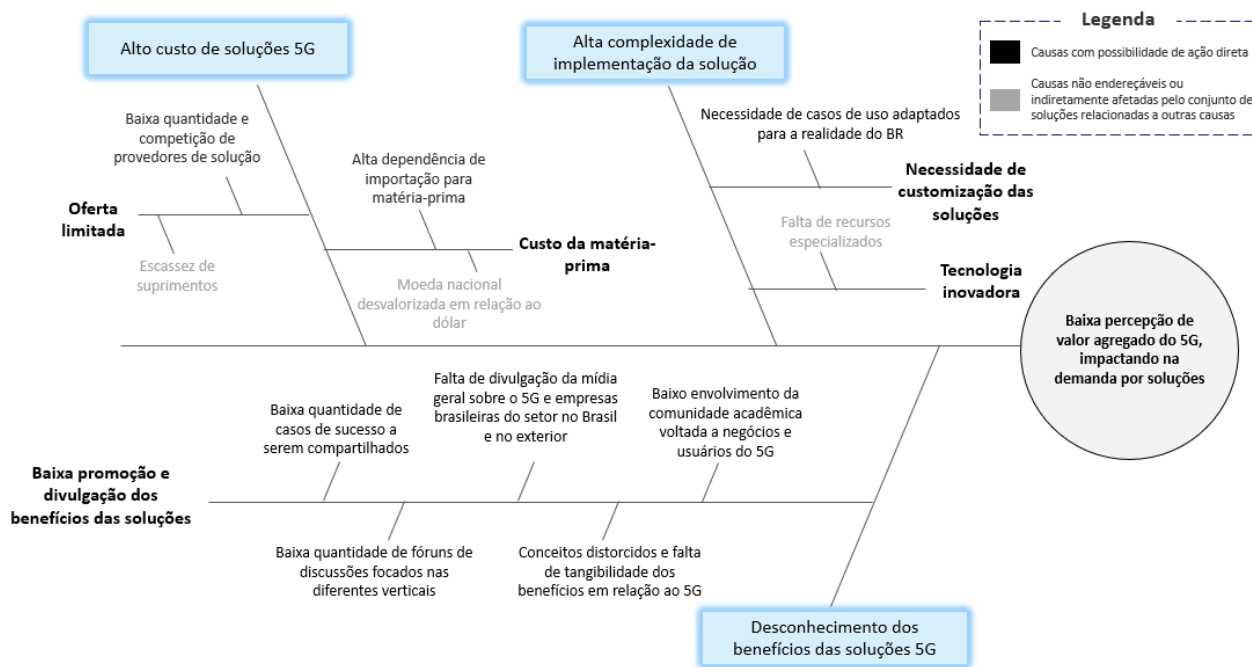 Alto custo de soluções 5G
Alta complexidade de
implementação da solução
Legenda
Causas com possibilidade de ação direta
Causas não endereçáveis ou
indiretamente afetadas pelo conjunto de
soluções relacionadas a outras causas
Baixa quantidade e
competição de
provedores de solução
Oferta
limitada
Escassez de
suprimentos
Alta dependência de
importação para
matéria-prima
Custo da matéria-
prima
Moeda nacional
desvalorizada em relação ao
dólar
Necessidade de casos de uso adaptados
para a realidade do BR
Necessidade de
customização das
soluções
Falta de recursos
especializados
Tecnologia
inovadora
Baixa percepção de
valor agregado do 5G,
impactando na
demanda por soluções
Baixa promoção e
divulgação dos
benefícios das soluções
Baixa quantidade de
casos de sucesso a
serem compartilhados
Falta de divulgação da mídia
geral sobre o 5G e empresas
brasileiras do setor no Brasil
e no exterior
Baixo envolvimento da
comunidade acadêmica
voltada a negócios e
usuários do 5G
Baixa quantidade de fóruns de
discussões focados nas
diferentes verticais
Conceitos distorcidos e falta
de tangibilidade dos
benefícios em relação ao 5G
Desconhecimento dos
benefícios das soluções 5G